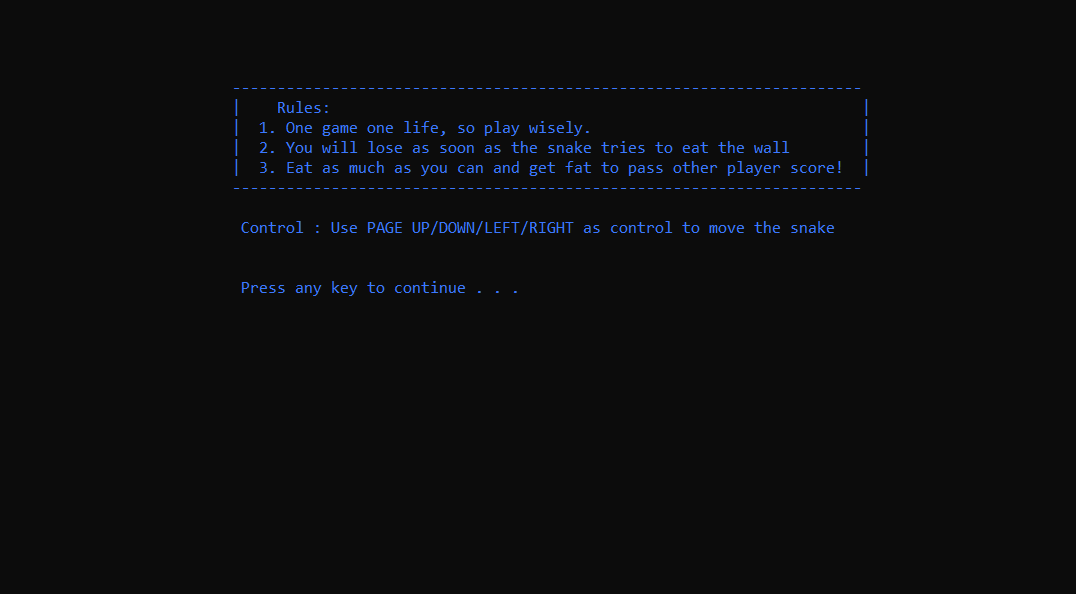 ----------------------------------------------------------------------
|    Rules:                                                           |
|  1. One game one life, so play wisely.                              |
|  2. You will lose as soon as the snake tries to eat the wall        |
|  3. Eat as much as you can and get fat to pass other player score!  |
----------------------------------------------------------------------
Control : Use PAGE UP/DOWN/LEFT/RIGHT as control to move the snake
Press any key to continue . . .